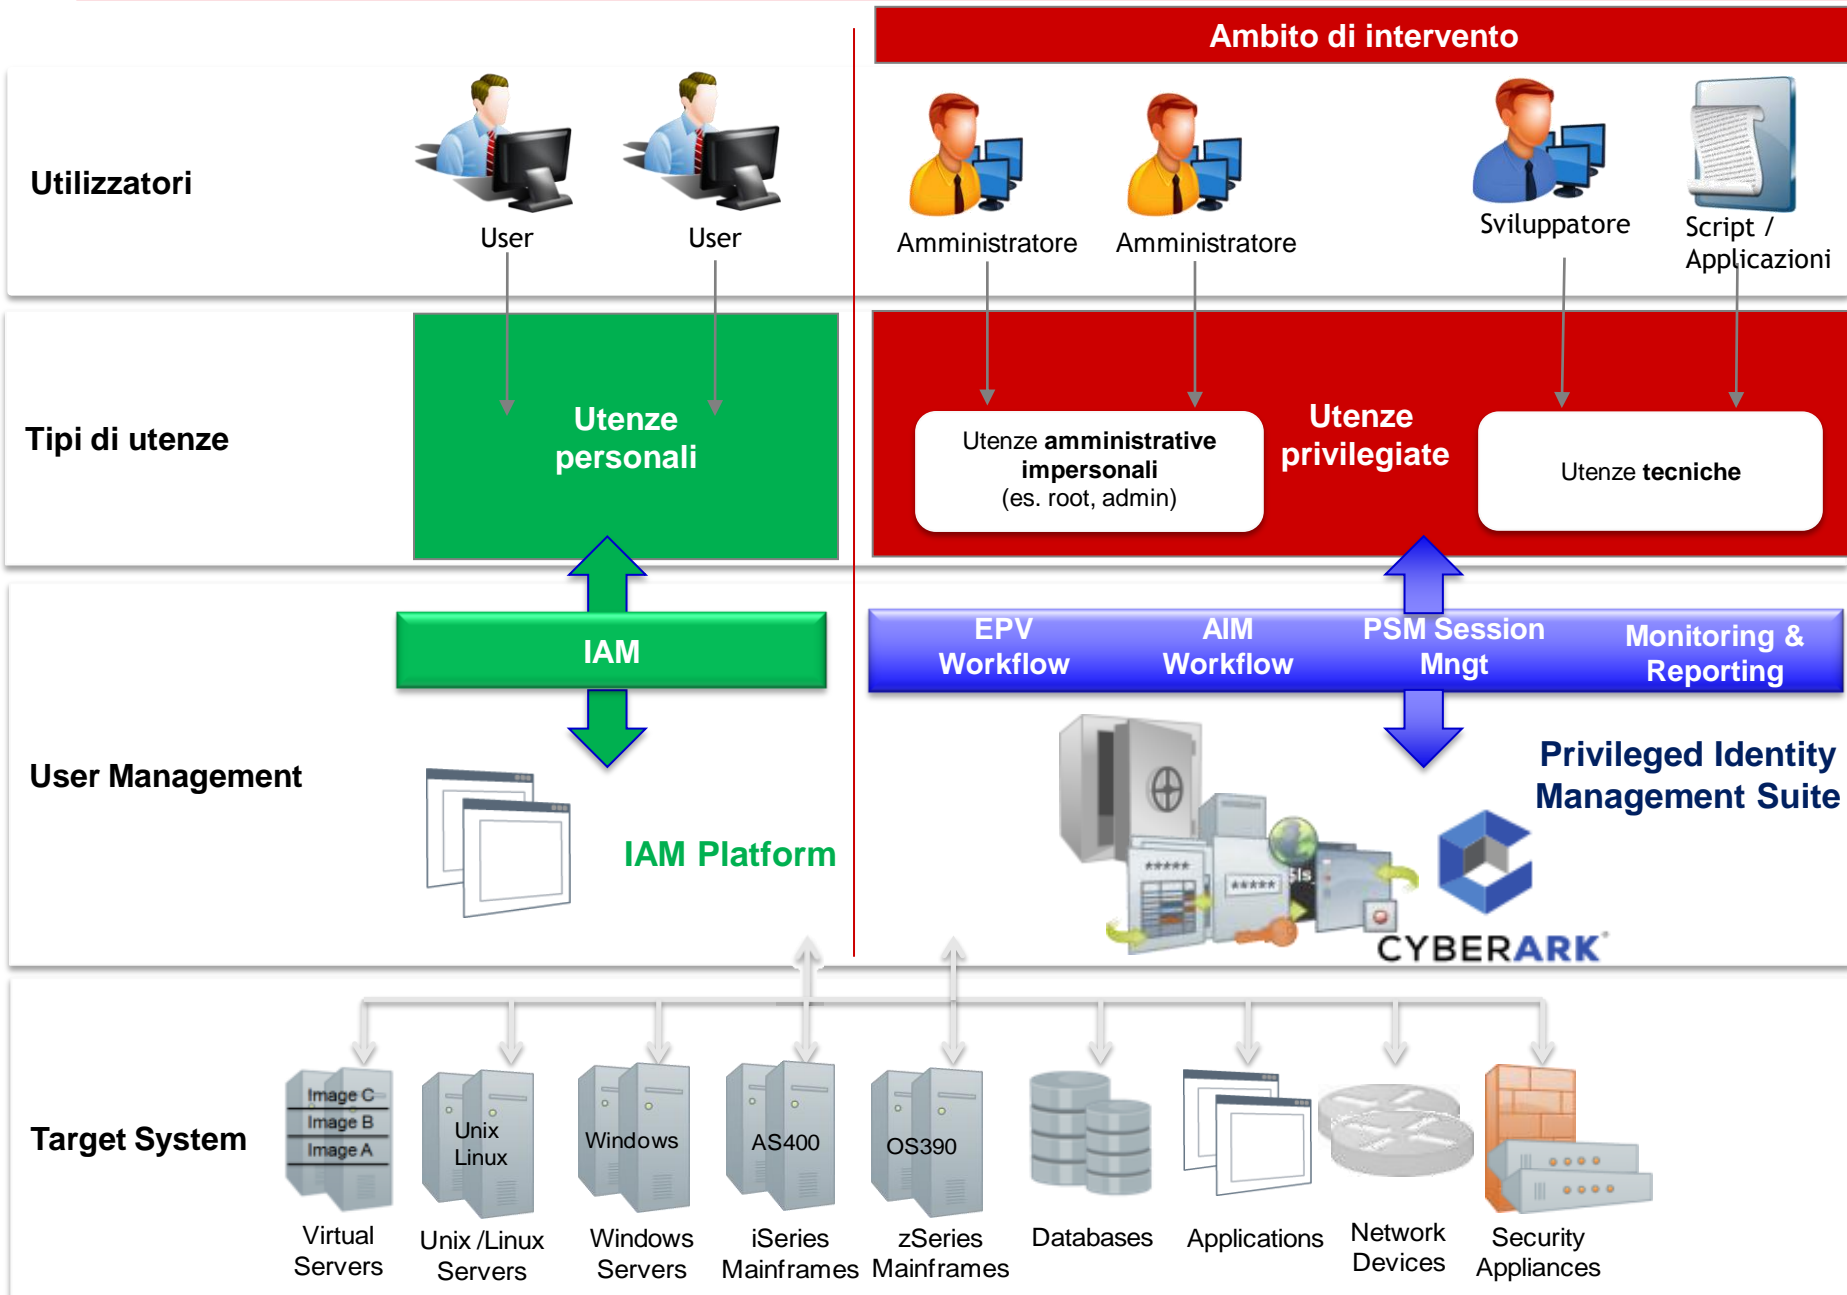 Ambito di intervento
Utilizzatori
User
User
Amministratore
Amministratore
Sviluppatore
Script /
Applicazioni
Tipi di utenze
Utenze
personali
Utenze amministrative
impersonali
(es. root, admin)
Utenze
privilegiate
Utenze tecniche
User Management
IAM
EPV
Workflow
AIM
Workflow
PSM Session
Mngt
Monitoring &
Reporting
IAM Platform
Privileged Identity
Management Suite
*****
*****
CYBERARK®
Target System
Image C
Image B
Image A
Unix
Linux
Windows
AS400
OS390
Virtual
Servers
Unix /Linux
Servers
Windows
Servers
iSeries
Mainframes
zSeries
Mainframes
Databases
Applications
Network
Devices
Security
Appliances